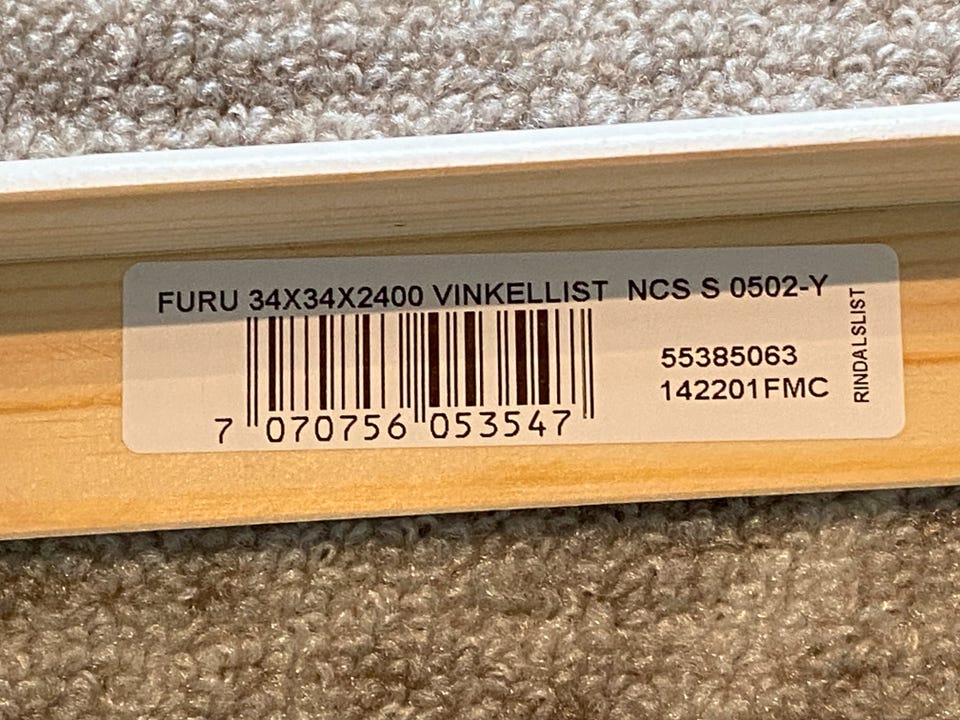 FURU 34X34X2400 VINKELLIST NCS S 0502-Y
55385063
142201FMC
RINDALSLIST
7 070756 053547